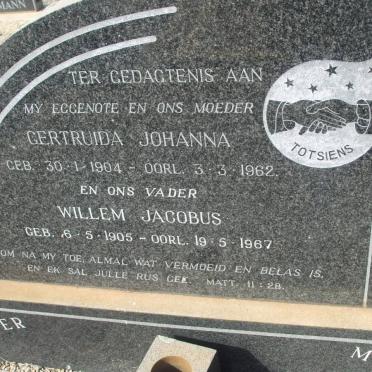 MANN
TER GEDAGTENIS AAN
MY EGGENOTE EN ONS MOEDER
GERTRUIDA JOHANNA
GEB. 30·1·1904 - OORL. 3·3·1962.
EN ONS VADER
WILLEM JACOBUS
GEB. 6·5·1905 - OORL. 19·5·1967
KOM NA MY TOE, ALMAL WAT VERMOEID EN BELAS IS,
EN EK SAL JULLE RUS GEE. MATT. 11:28.
TOTSIENS
ER
M